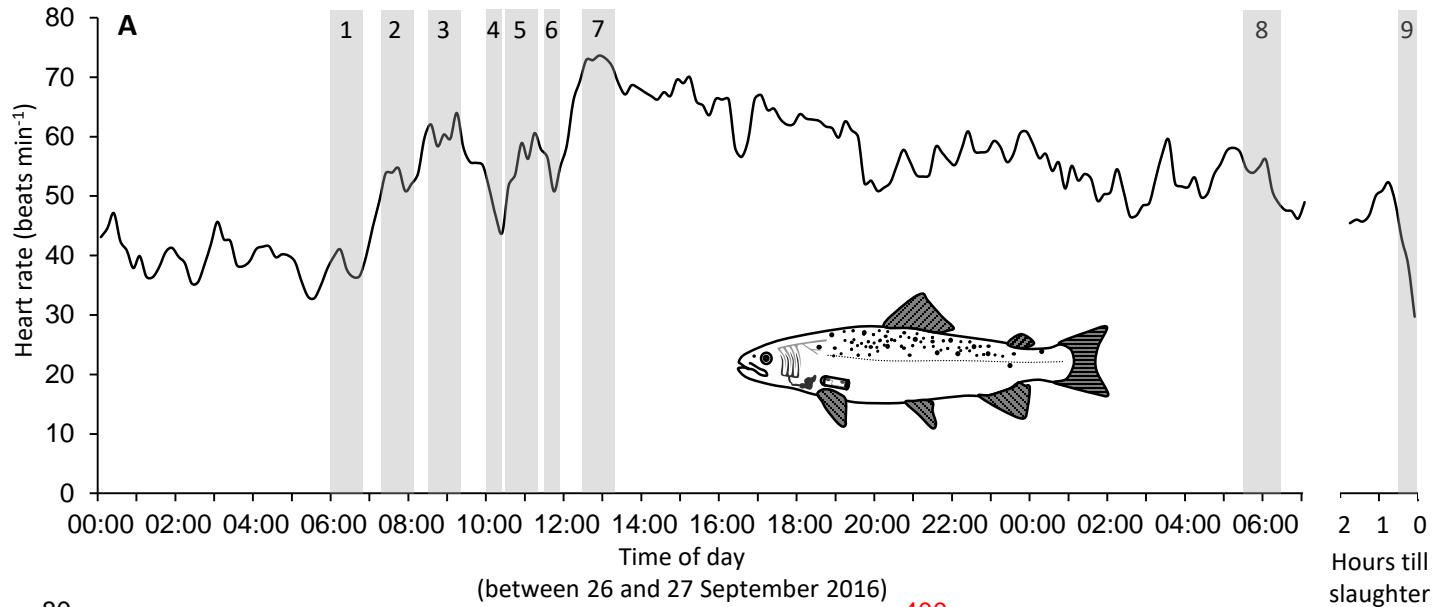 80 A 1 2 3 4 5 6 7 8 9
70
60
50
40
30
20
10
0
Heart rate (beats min⁻¹)
00:00 02:00 04:00 06:00 08:00 10:00 12:00 14:00 16:00 18:00 20:00 22:00 00:00 02:00 04:00 06:00 2 1 0
Time of day
(between 26 and 27 September 2016)
Hours till
slaughter
80 400